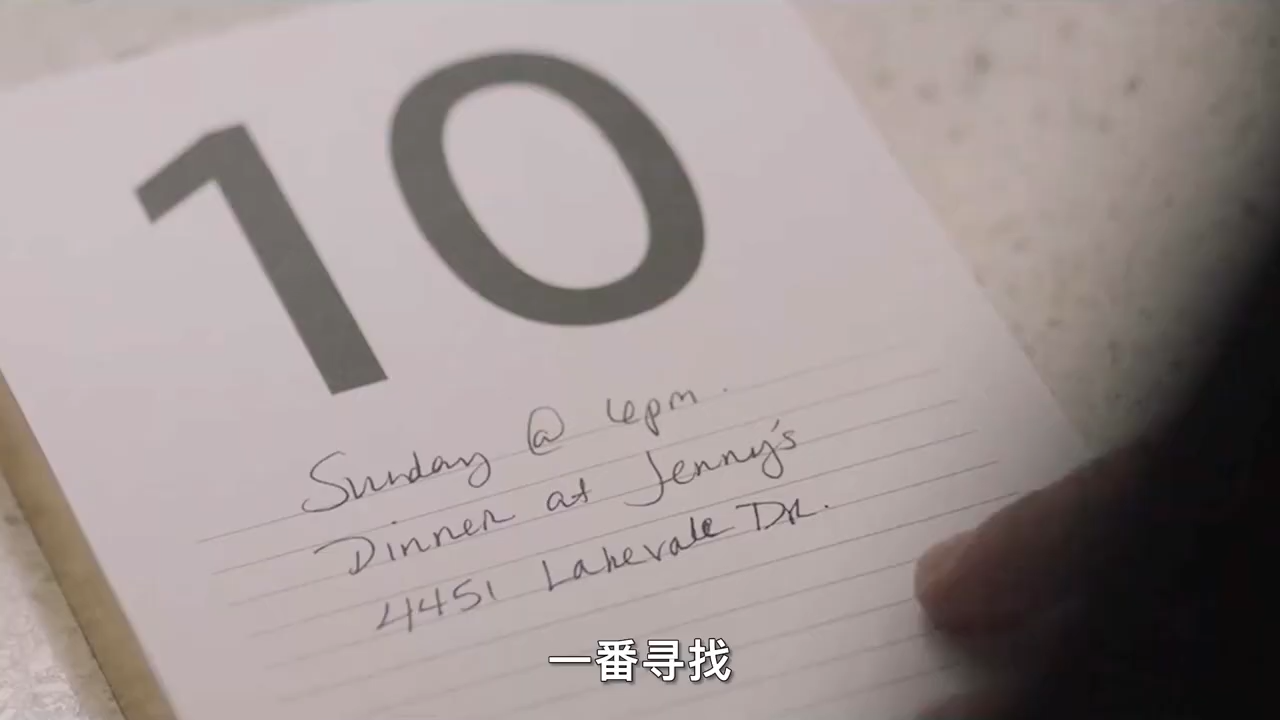 10
Sunday @ 6pm.
Dinner at Jenny's
4451 Lakevale DR.
一番寻找